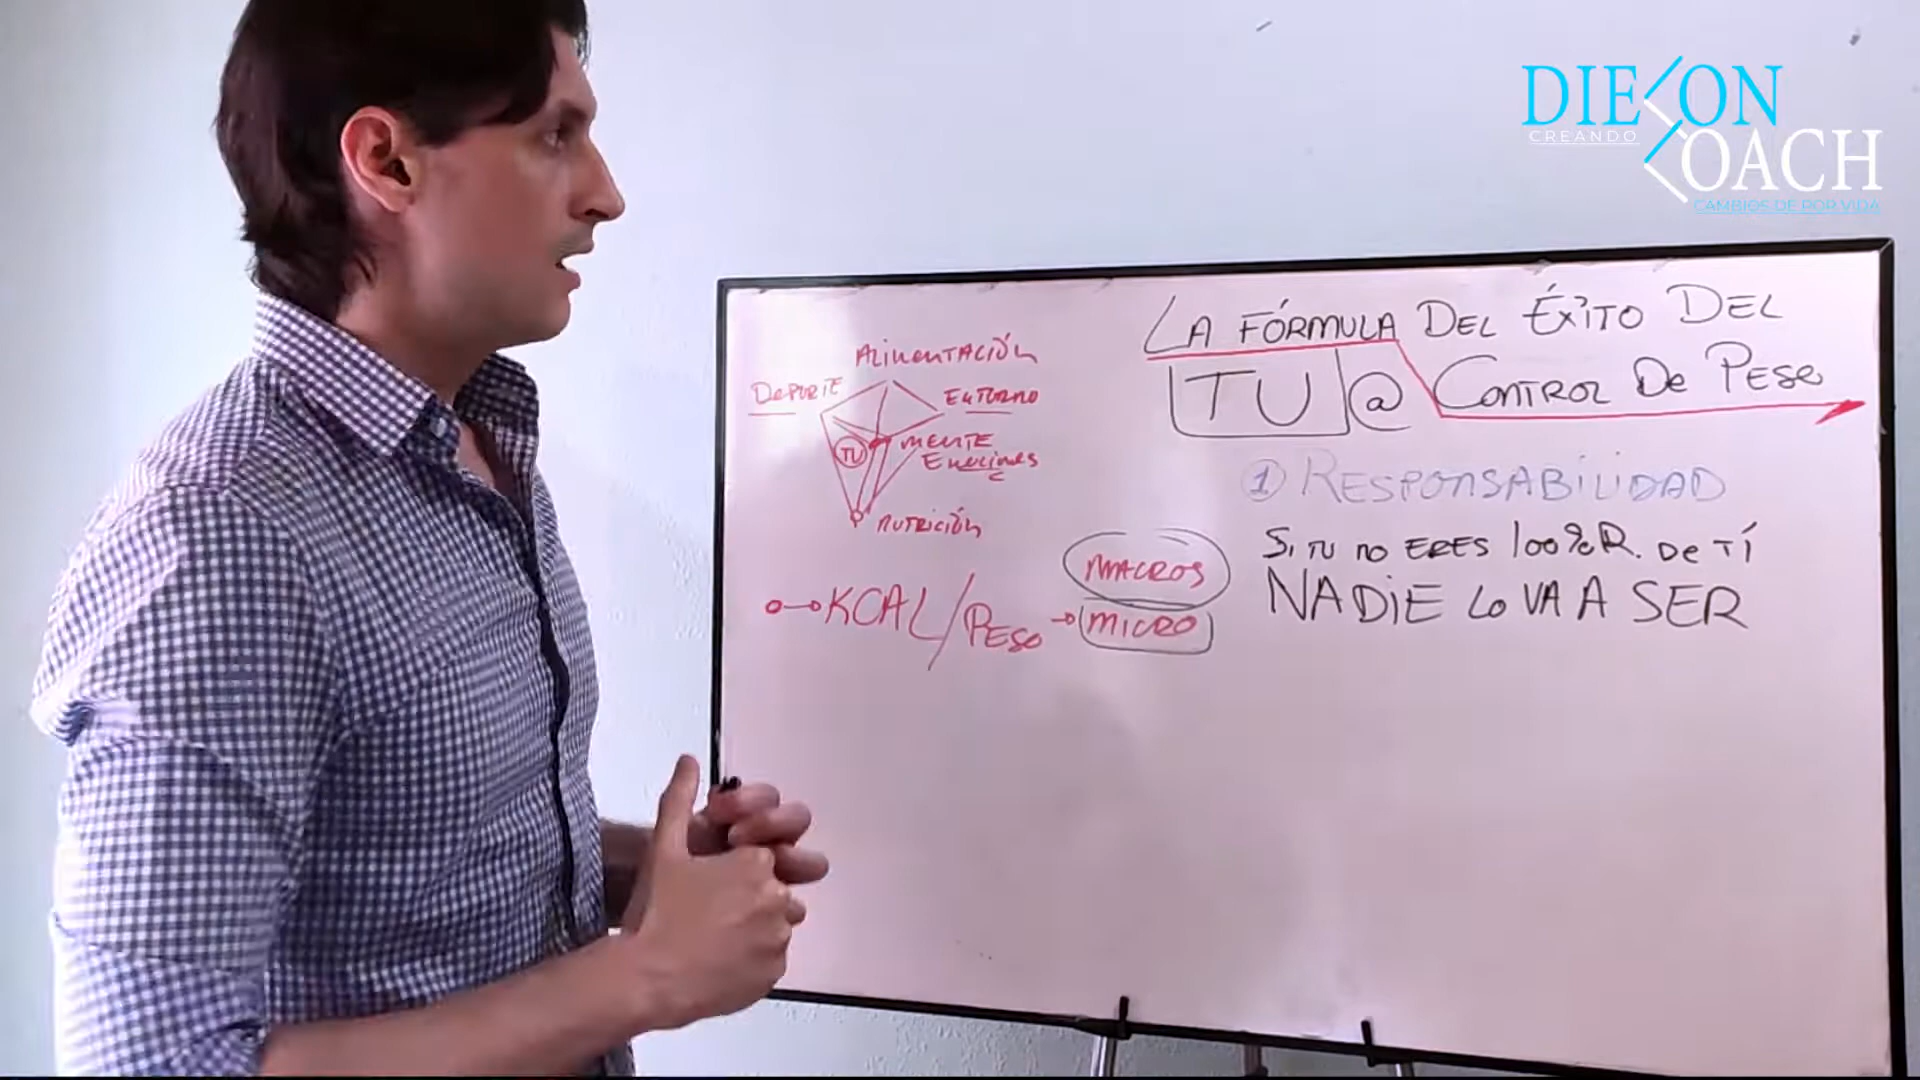 DIE ON
CREANDO
COACH
CAMBIOS DE POR VIDA
LA FÓRMULA DEL ÉXITO DEL
TU @ CONTROL DE PESO
ALIMENTACIÓN
DEPORTE
ENTORNO
TU
MENTE
EMOCIONES
NUTRICIÓN
KCAL/PESO
MACROS
MICRO
1 RESPONSABILIDAD
SI TU NO ERES 100% R. DE TÍ
NADIE LO VA A SER